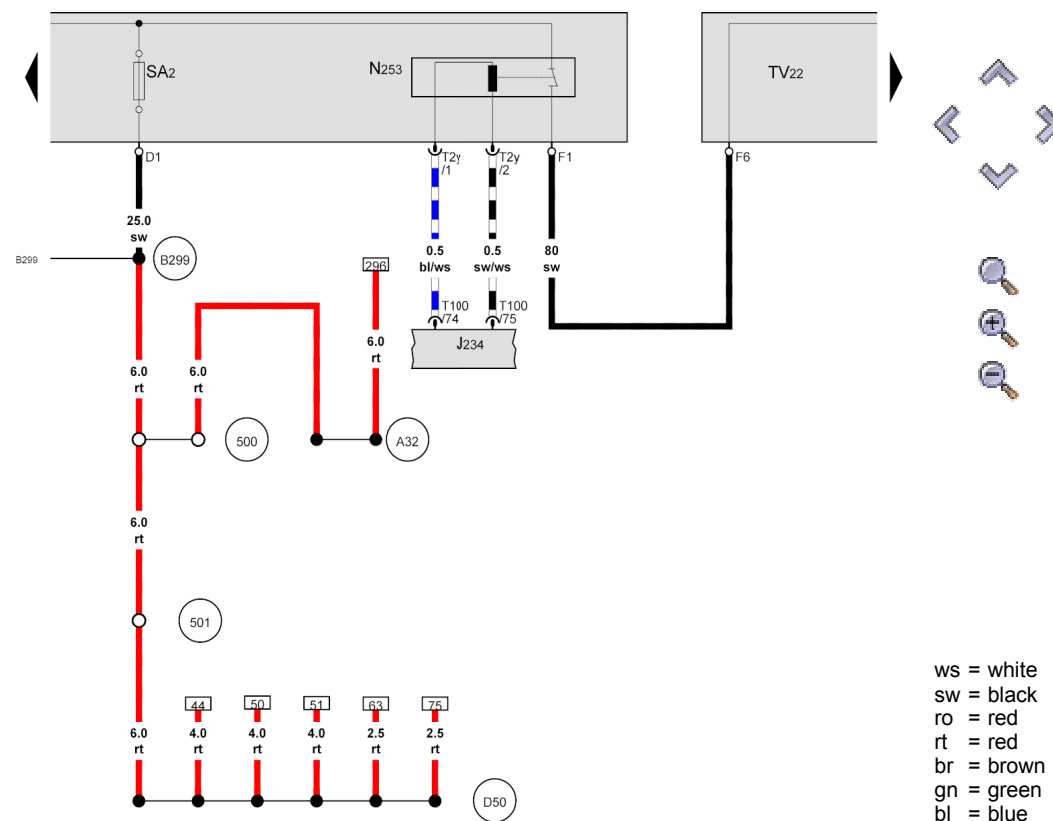 SA2
N253
TV22
D1
T2y
/1
T2y
/2
F1
F6
25.0
sw
0.5
bl/ws
0.5
sw/ws
80
sw
B299
B299
296
T100
/74
T100
/75
J234
6.0
rt
6.0
rt
6.0
rt
500
A32
6.0
rt
501
44
50
51
63
75
6.0
rt
4.0
rt
4.0
rt
4.0
rt
2.5
rt
2.5
rt
D50
ws = white
sw = black
ro = red
rt = red
br = brown
gn = green
bl = blue